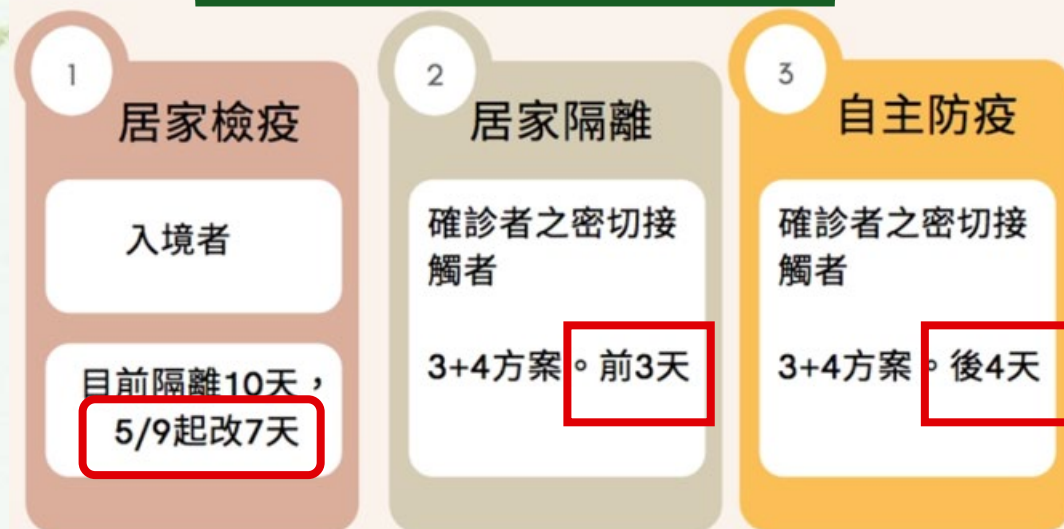 1
居家檢疫
入境者
目前隔離10天，
5/9起改7天
2
居家隔離
確診者之密切接
觸者
3+4方案。前3天
3
自主防疫
確診者之密切接
觸者
3+4方案。後4天